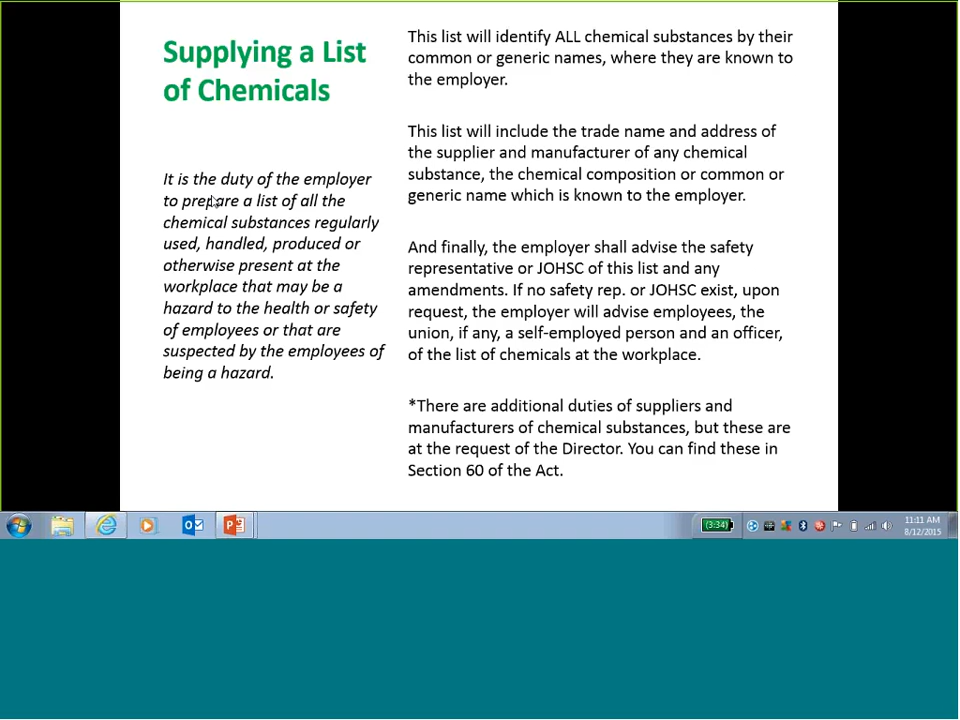 Supplying a List
of Chemicals
It is the duty of the employer
to prepare a list of all the
chemical substances regularly
used, handled, produced or
otherwise present at the
workplace that may be a
hazard to the health or safety
of employees or that are
suspected by the employees of
being a hazard.
This list will identify ALL chemical substances by their
common or generic names, where they are known to
the employer.
This list will include the trade name and address of
the supplier and manufacturer of any chemical
substance, the chemical composition or common or
generic name which is known to the employer.
And finally, the employer shall advise the safety
representative or JOHSC of this list and any
amendments. If no safety rep. or JOHSC exist, upon
request, the employer will advise employees, the
union, if any, a self-employed person and an officer,
of the list of chemicals at the workplace.
*There are additional duties of suppliers and
manufacturers of chemical substances, but these are
at the request of the Director. You can find these in
Section 60 of the Act.
(3:34)
11:11 AM
8/12/2015